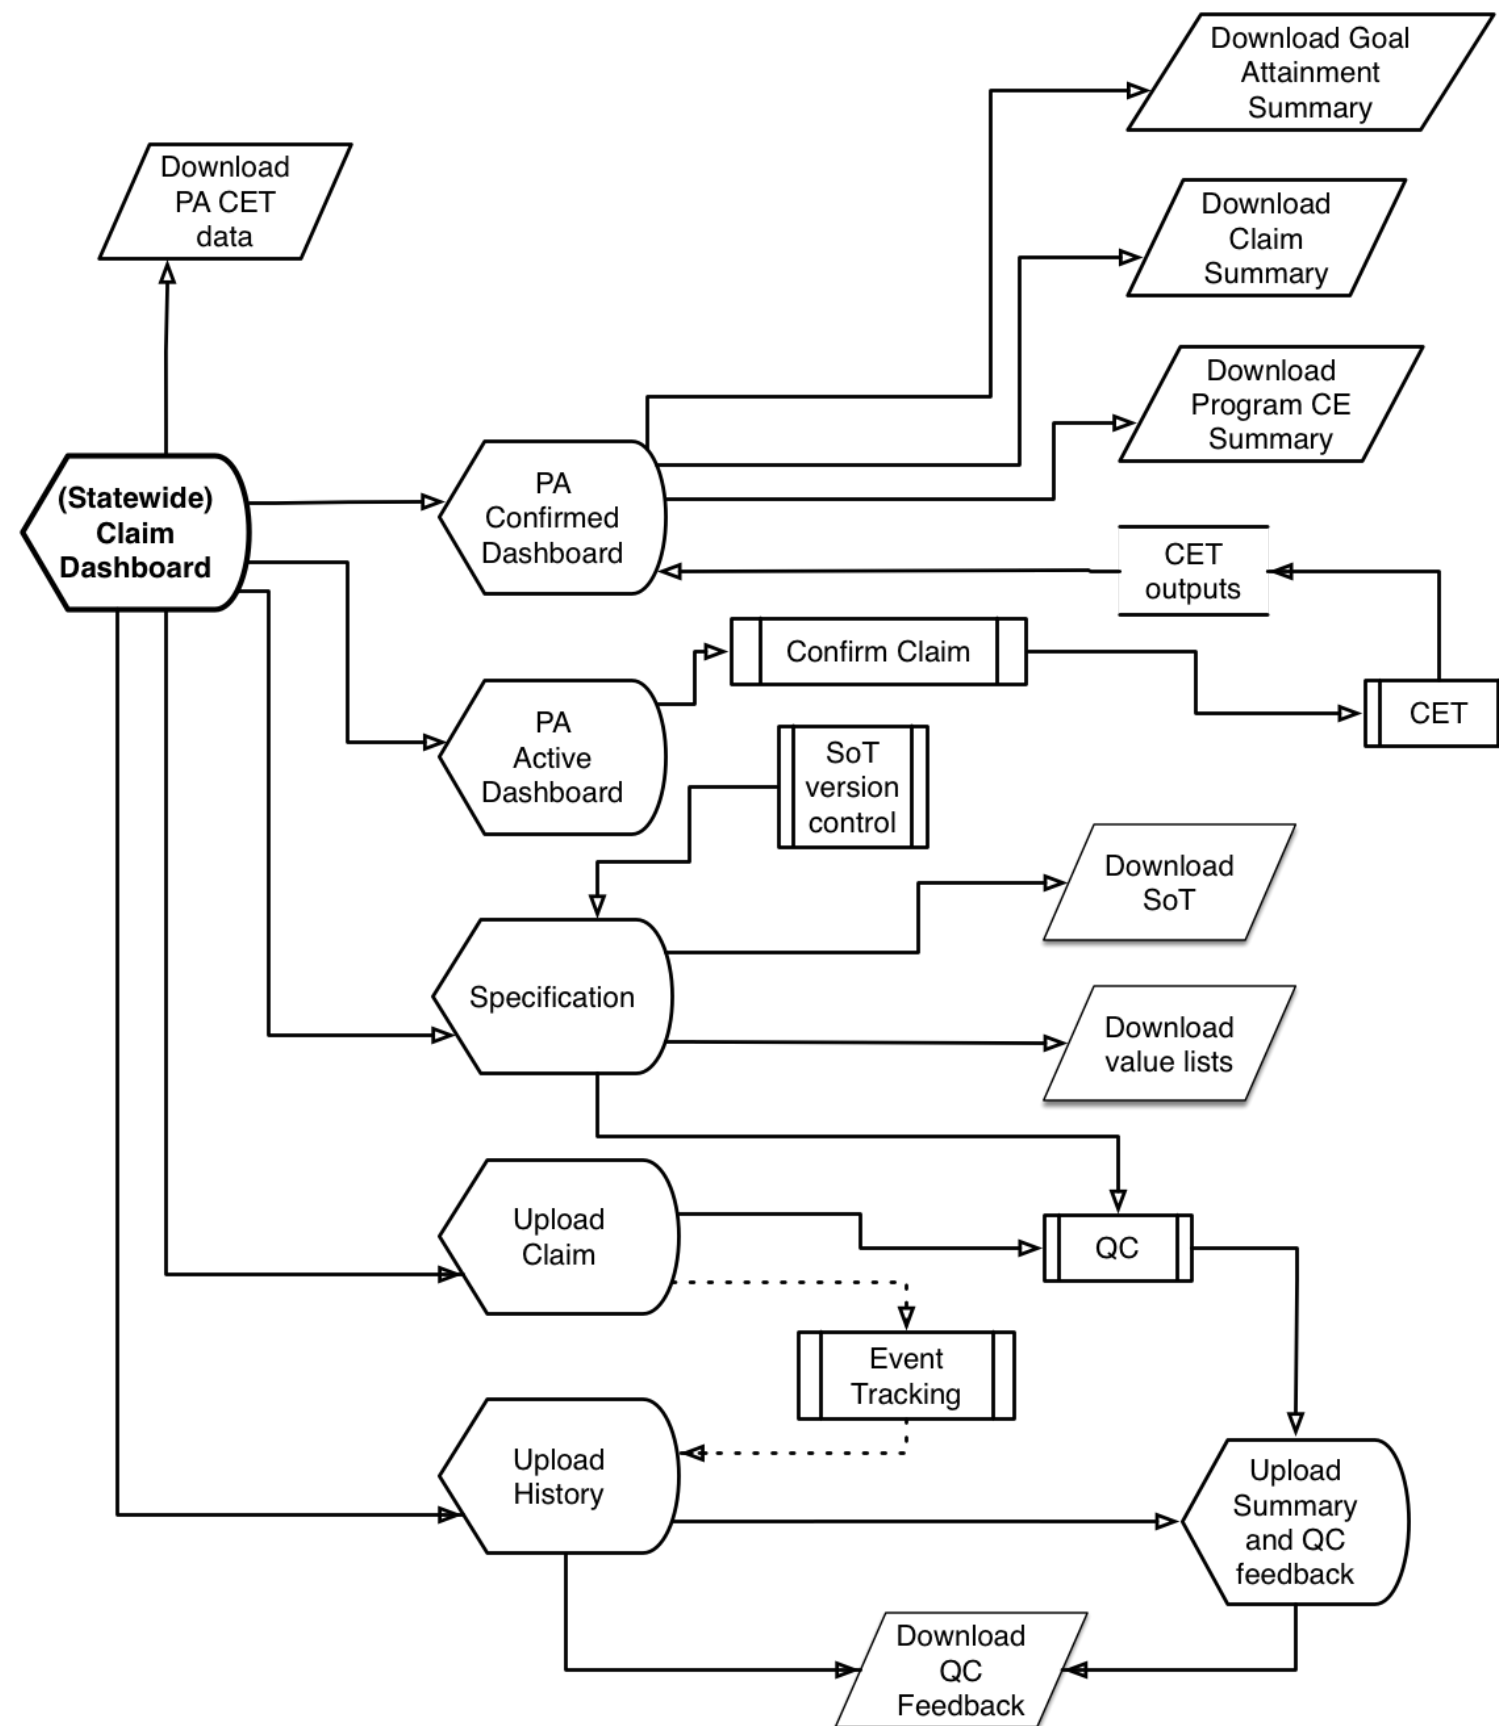 Download Goal
Attainment
Summary
Download
PA CET
data
Download
Claim
Summary
Download
Program CE
Summary
(Statewide)
Claim
Dashboard
PA
Confirmed
Dashboard
CET
outputs
Confirm Claim
CET
PA
Active
Dashboard
SoT
version
control
Download
SoT
Specification
Download
value lists
Upload
Claim
QC
Event
Tracking
Upload
History
Upload
Summary
and QC
feedback
Download
QC
Feedback